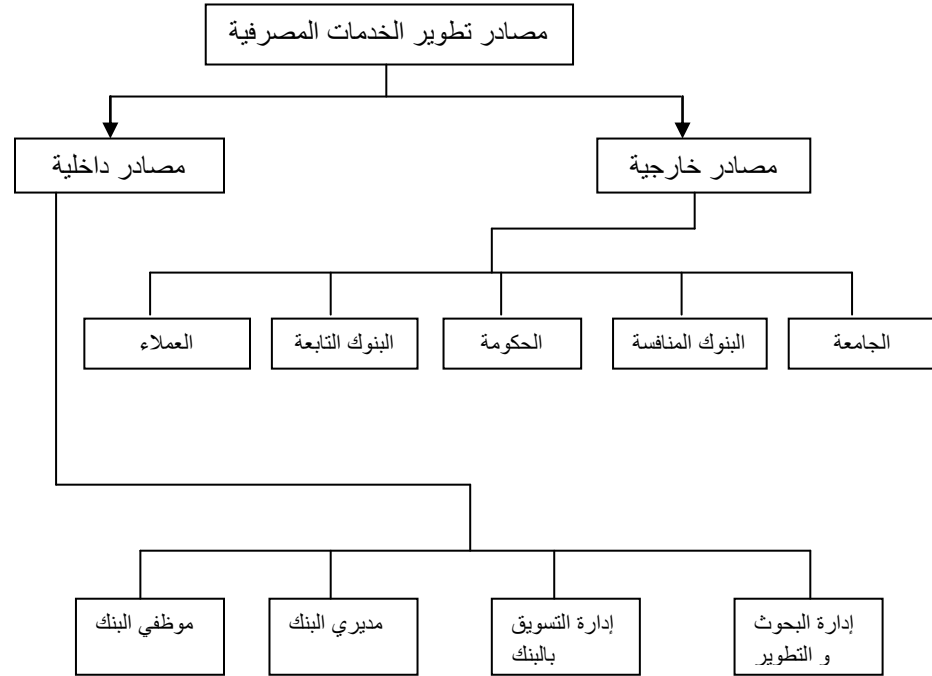 مصادر تطوير الخدمات المصرفية
مصادر خارجية
مصادر داخلية
الجامعة
البنوك المنافسة
الحكومة
البنوك التابعة
العملاء
إدارة البحوث
و التطوير
إدارة التسويق
بالبنك
مديري البنك
موظفي البنك